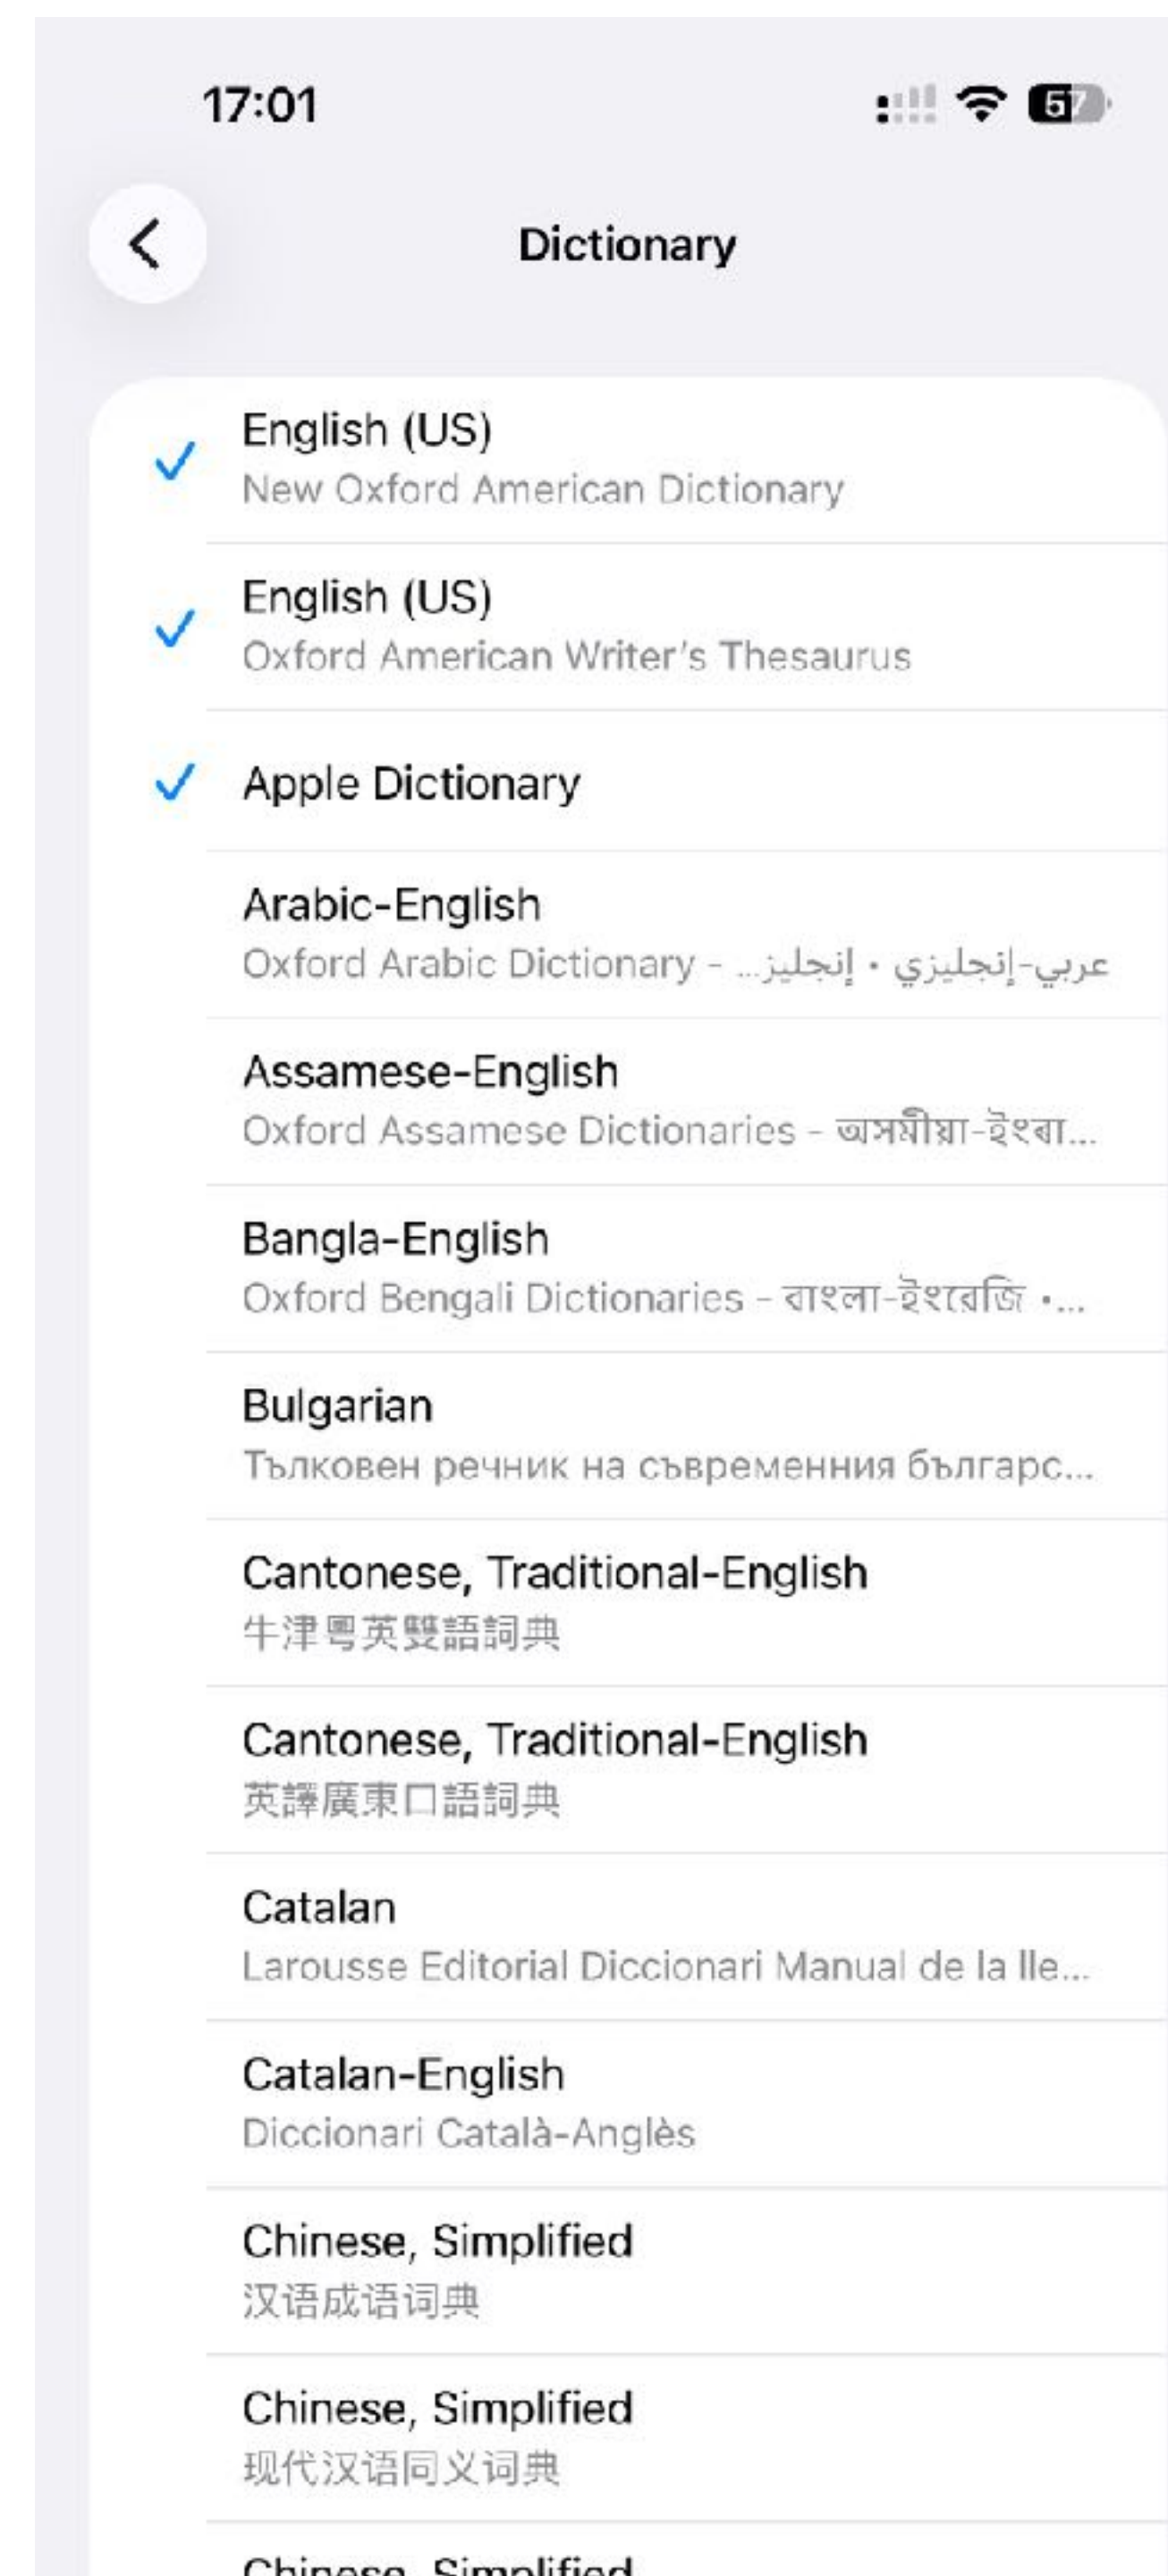 17:01
57
Dictionary
English (US)
New Oxford American Dictionary
English (US)
Oxford American Writer's Thesaurus
Apple Dictionary
Arabic-English
Oxford Arabic Dictionary - عربي-إنجليزي • إنجليز...
Assamese-English
Oxford Assamese Dictionaries - অসমীয়া-ইংৰা...
Bangla-English
Oxford Bengali Dictionaries - বাংলা-ইংরেজি •...
Bulgarian
Тълковен речник на съвременния българс...
Cantonese, Traditional-English
牛津粵英雙語詞典
Cantonese, Traditional-English
英譯廣東口語詞典
Catalan
Larousse Editorial Diccionari Manual de la lle...
Catalan-English
Diccionari Català-Anglès
Chinese, Simplified
汉语成语词典
Chinese, Simplified
现代汉语同义词典
Chinese, Simplified